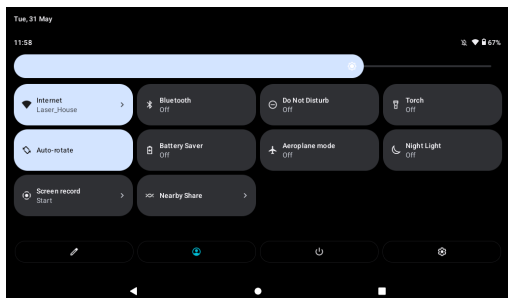 Tue, 31 May
11:58
67%
Internet
Laser_House
Bluetooth
Off
Do Not Disturb
Off
Torch
Off
Auto-rotate
Battery Saver
Off
Aeroplane mode
Off
Night Light
Off
Screen record
Start
Nearby Share